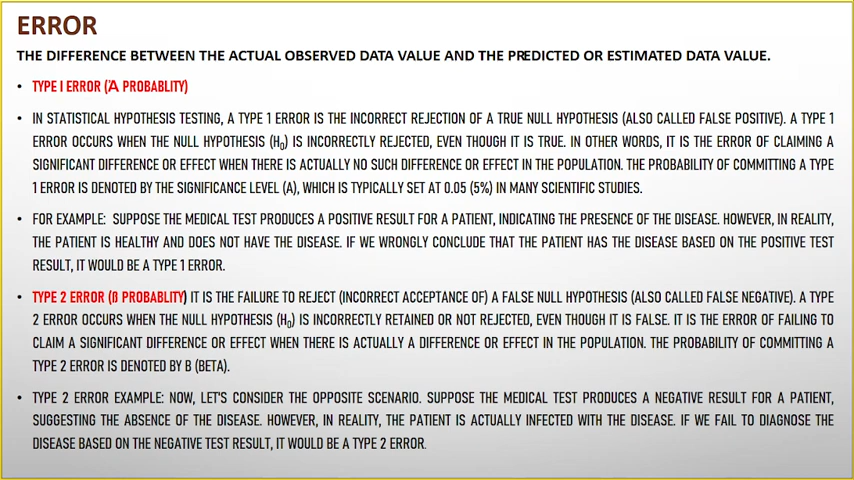 ERROR
THE DIFFERENCE BETWEEN THE ACTUAL OBSERVED DATA VALUE AND THE PREDICTED OR ESTIMATED DATA VALUE.
• TYPE I ERROR (Ά PROBABLITY)
• IN STATISTICAL HYPOTHESIS TESTING, A TYPE 1 ERROR IS THE INCORRECT REJECTION OF A TRUE NULL HYPOTHESIS (ALSO CALLED FALSE POSITIVE). A TYPE 1
ERROR OCCURS WHEN THE NULL HYPOTHESIS (H₀) IS INCORRECTLY REJECTED, EVEN THOUGH IT IS TRUE. IN OTHER WORDS, IT IS THE ERROR OF CLAIMING A
SIGNIFICANT DIFFERENCE OR EFFECT WHEN THERE IS ACTUALLY NO SUCH DIFFERENCE OR EFFECT IN THE POPULATION. THE PROBABILITY OF COMMITTING A TYPE
1 ERROR IS DENOTED BY THE SIGNIFICANCE LEVEL (Α), WHICH IS TYPICALLY SET AT 0.05 (5%) IN MANY SCIENTIFIC STUDIES.
• FOR EXAMPLE: SUPPOSE THE MEDICAL TEST PRODUCES A POSITIVE RESULT FOR A PATIENT, INDICATING THE PRESENCE OF THE DISEASE. HOWEVER, IN REALITY,
THE PATIENT IS HEALTHY AND DOES NOT HAVE THE DISEASE. IF WE WRONGLY CONCLUDE THAT THE PATIENT HAS THE DISEASE BASED ON THE POSITIVE TEST
RESULT, IT WOULD BE A TYPE 1 ERROR.
• TYPE 2 ERROR (ß PROBABLITY) IT IS THE FAILURE TO REJECT (INCORRECT ACCEPTANCE OF) A FALSE NULL HYPOTHESIS (ALSO CALLED FALSE NEGATIVE). A TYPE
2 ERROR OCCURS WHEN THE NULL HYPOTHESIS (H₀) IS INCORRECTLY RETAINED OR NOT REJECTED, EVEN THOUGH IT IS FALSE. IT IS THE ERROR OF FAILING TO
CLAIM A SIGNIFICANT DIFFERENCE OR EFFECT WHEN THERE IS ACTUALLY A DIFFERENCE OR EFFECT IN THE POPULATION. THE PROBABILITY OF COMMITTING A
TYPE 2 ERROR IS DENOTED BY Β (BETA).
• TYPE 2 ERROR EXAMPLE: NOW, LET'S CONSIDER THE OPPOSITE SCENARIO. SUPPOSE THE MEDICAL TEST PRODUCES A NEGATIVE RESULT FOR A PATIENT,
SUGGESTING THE ABSENCE OF THE DISEASE. HOWEVER, IN REALITY, THE PATIENT IS ACTUALLY INFECTED WITH THE DISEASE. IF WE FAIL TO DIAGNOSE THE
DISEASE BASED ON THE NEGATIVE TEST RESULT, IT WOULD BE A TYPE 2 ERROR.